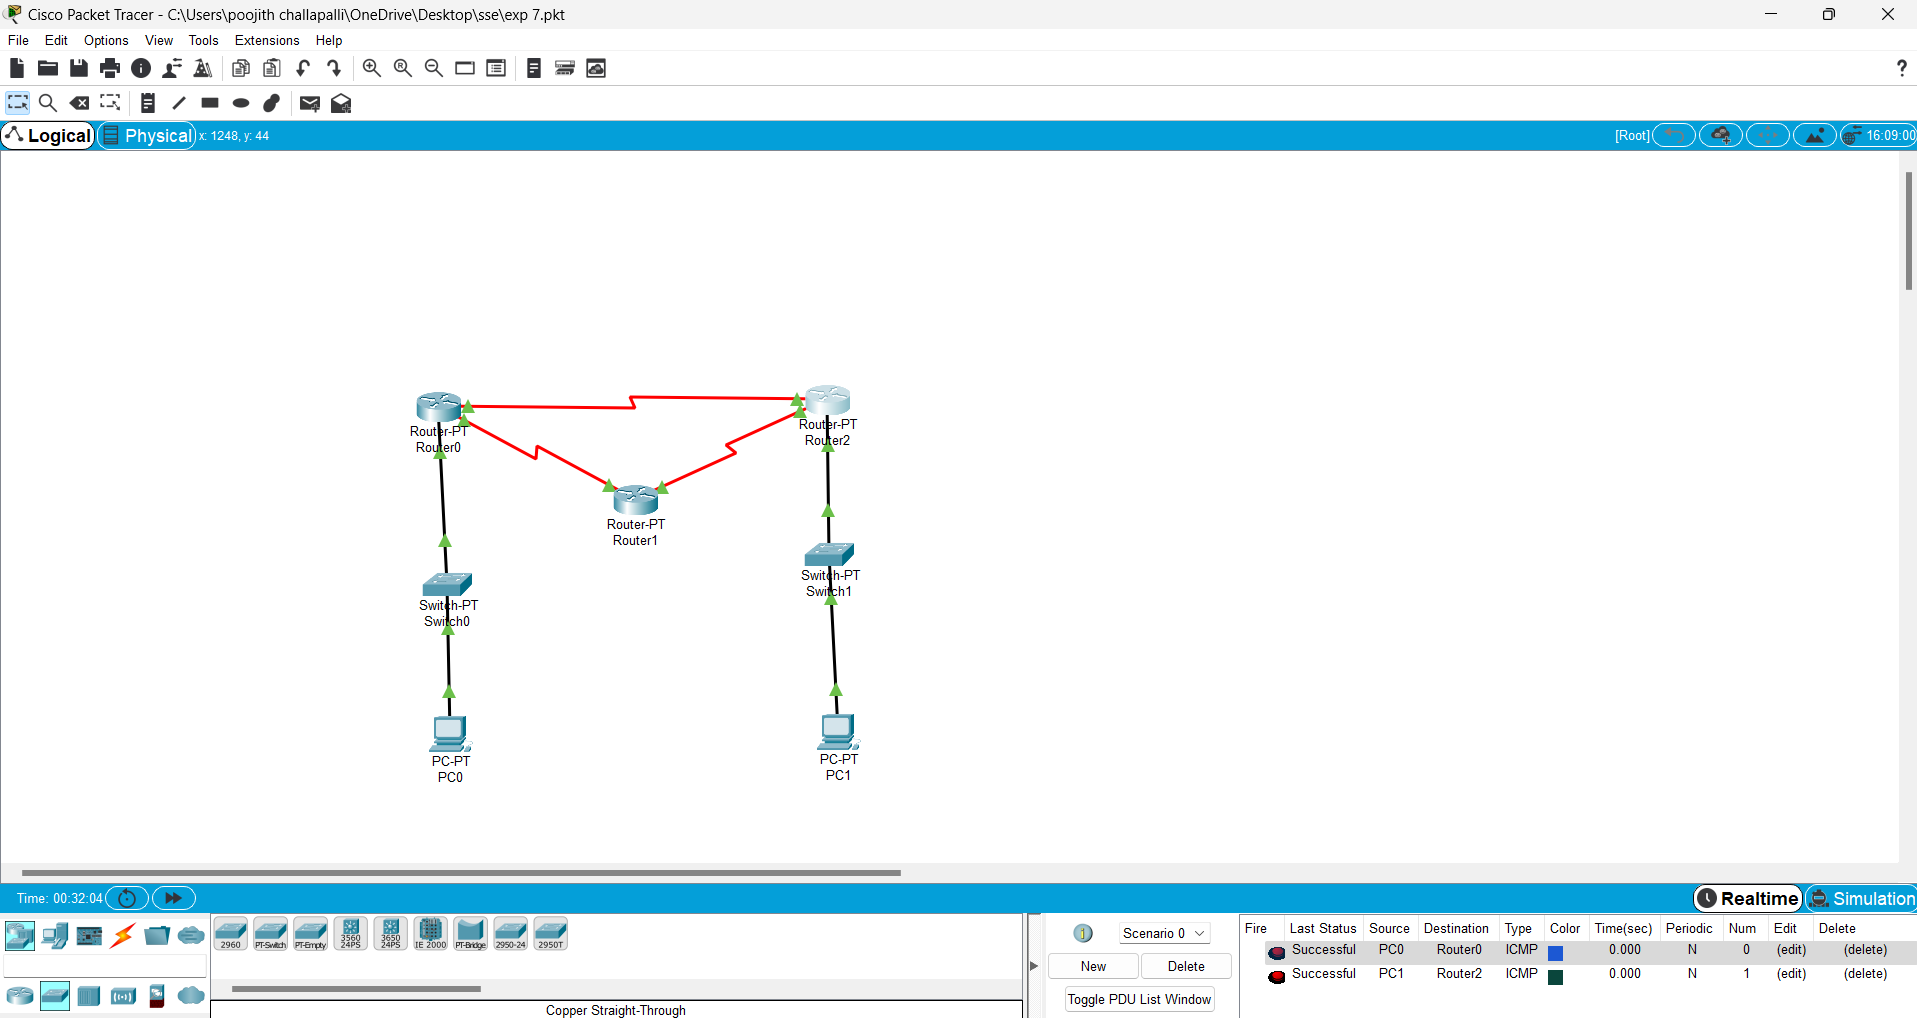 Cisco Packet Tracer - C:\Users\poojith challapalli\OneDrive\Desktop\sse\exp 7.pkt
File Edit Options View Tools Extensions Help
?
Logical Physical x: 1248, y: 44 [Root] 16:09:00
Router-PT
Router0
Router-PT
Router2
Router-PT
Router1
Switch-PT
Switch0
Switch-PT
Switch1
PC-PT
PC0
PC-PT
PC1
Time: 00:32:04 Realtime Simulation
2960 PT-Switch PT-Empty 3560 24PS 3650 24PS IE 2000 PT-Bridge 2950-24 2950T
Copper Straight-Through
Scenario 0
New Delete
Toggle PDU List Window
Fire Last Status Source Destination Type Color Time(sec) Periodic Num Edit Delete
Successful PC0 Router0 ICMP 0.000 N 0 (edit) (delete)
Successful PC1 Router2 ICMP 0.000 N 1 (edit) (delete)